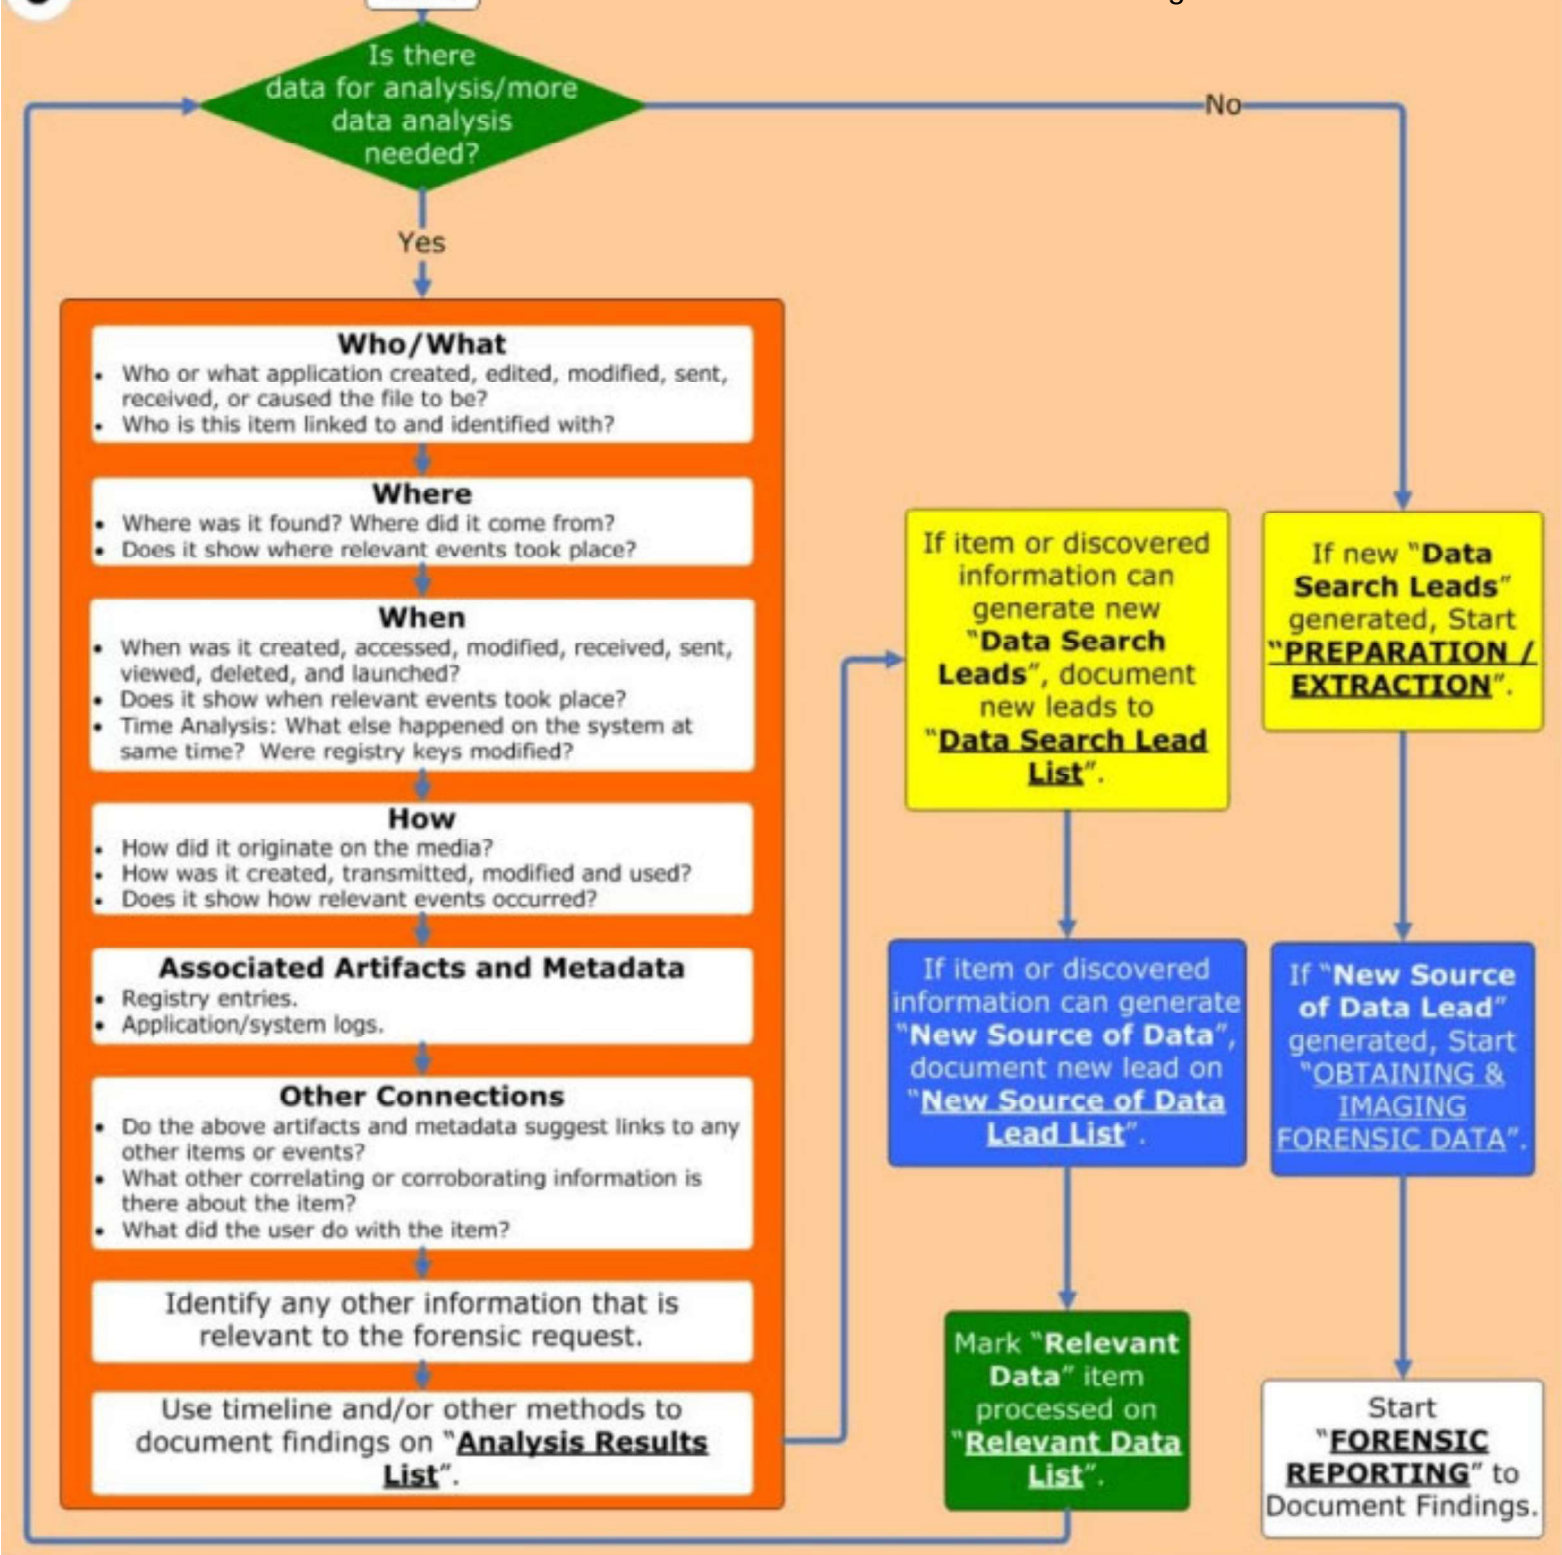 Is there
data for analysis/more
data analysis
needed?
No
Yes
Who/What
• Who or what application created, edited, modified, sent,
received, or caused the file to be?
• Who is this item linked to and identified with?
Where
• Where was it found? Where did it come from?
• Does it show where relevant events took place?
When
• When was it created, accessed, modified, received, sent,
viewed, deleted, and launched?
• Does it show when relevant events took place?
• Time Analysis: What else happened on the system at
same time? Were registry keys modified?
How
• How did it originate on the media?
• How was it created, transmitted, modified and used?
• Does it show how relevant events occurred?
Associated Artifacts and Metadata
• Registry entries.
• Application/system logs.
Other Connections
• Do the above artifacts and metadata suggest links to any
other items or events?
• What other correlating or corroborating information is
there about the item?
• What did the user do with the item?
Identify any other information that is
relevant to the forensic request.
Use timeline and/or other methods to
document findings on “Analysis Results
List”.
If item or discovered
information can
generate new
“Data Search
Leads”, document
new leads to
“Data Search Lead
List”.
If item or discovered
information can generate
“New Source of Data”,
document new lead on
“New Source of Data
Lead List”.
Mark “Relevant
Data” item
processed on
“Relevant Data
List”.
If new “Data
Search Leads”
generated, Start
“PREPARATION /
EXTRACTION”.
If “New Source
of Data Lead”
generated, Start
“OBTAINING &
IMAGING
FORENSIC DATA”.
Start
“FORENSIC
REPORTING” to
Document Findings.